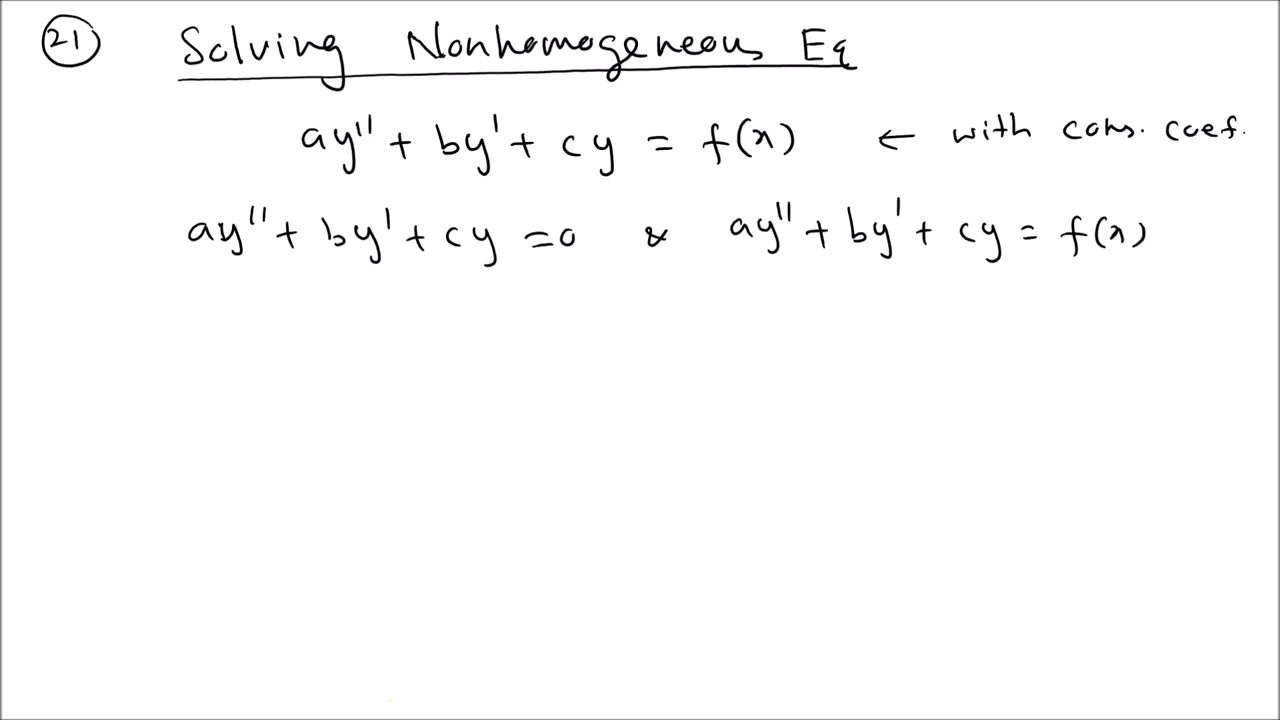 21 Solving Nonhomogeneous Eq
ay'' + by' + cy = f(x) ← with cons. coef.
ay'' + by' + cy = 0 & ay'' + by' + cy = f(x)